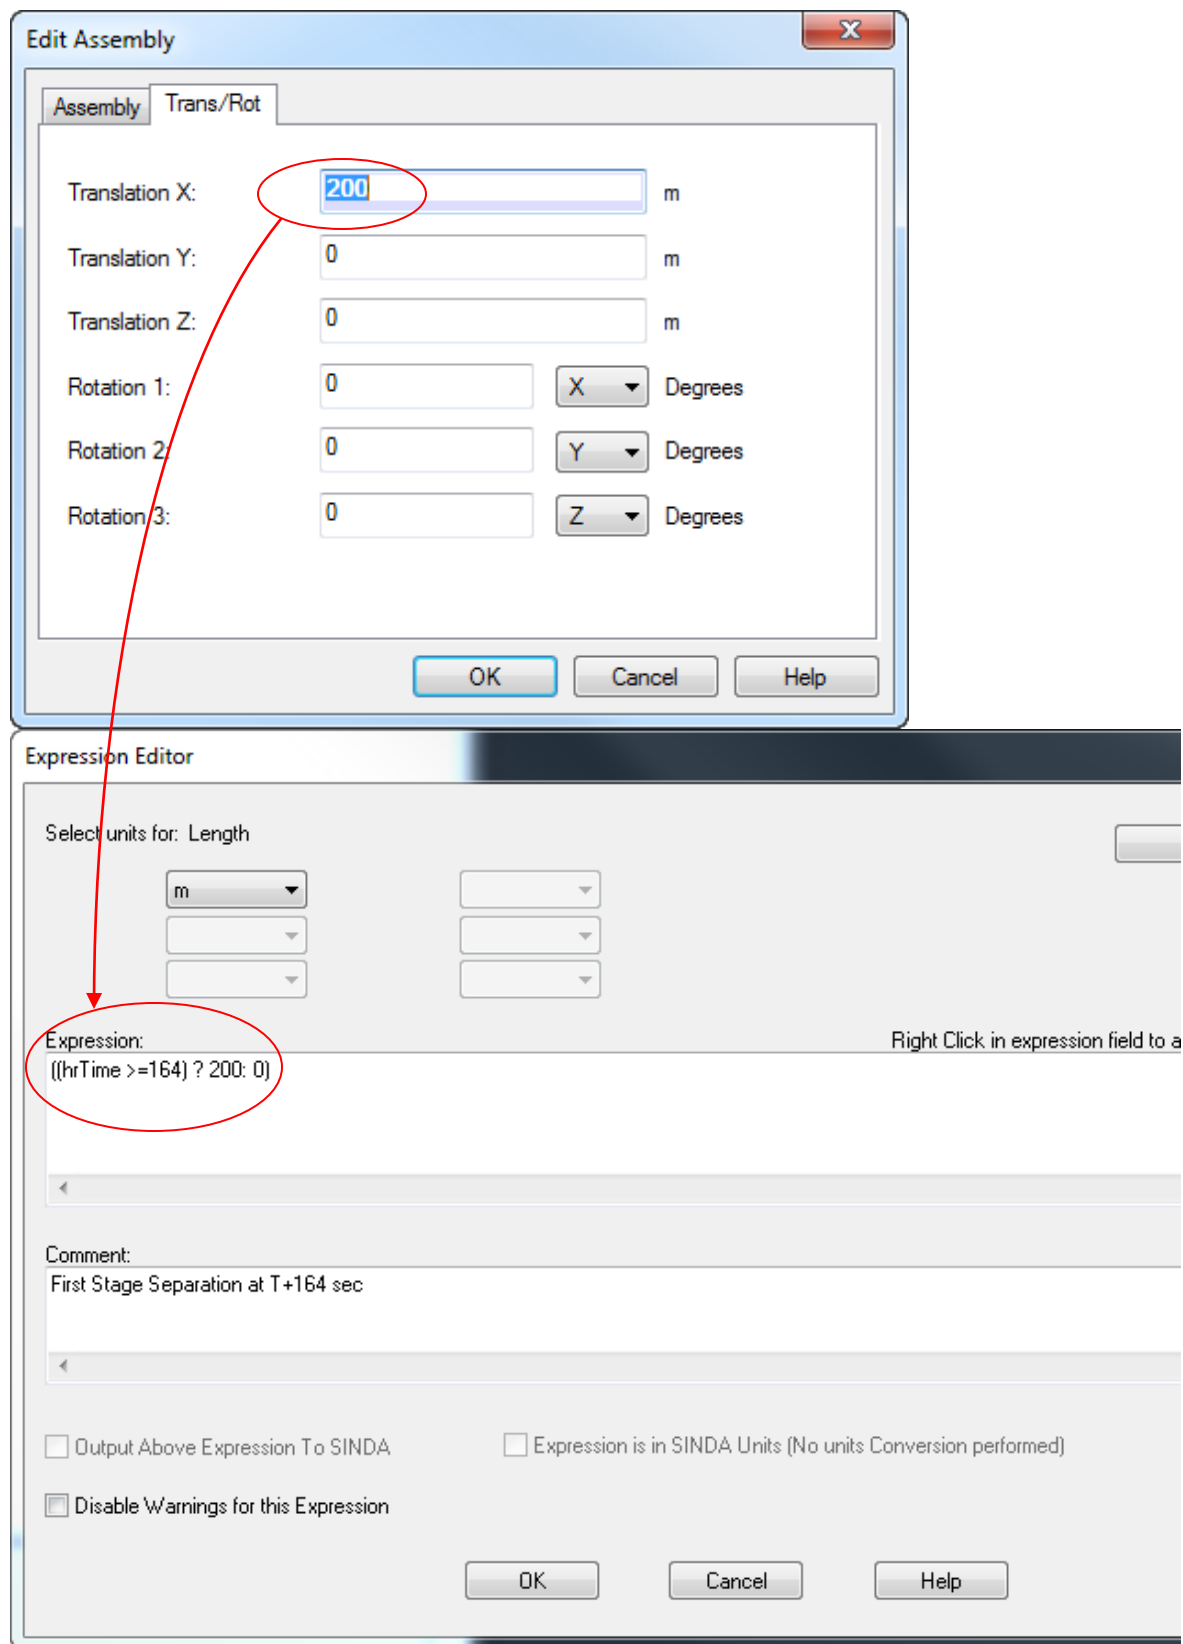 Edit Assembly
Assembly Trans/Rot
Translation X: 200 m
Translation Y: 0 m
Translation Z: 0 m
Rotation 1: 0 X Degrees
Rotation 2: 0 Y Degrees
Rotation 3: 0 Z Degrees
OK Cancel Help
Expression Editor
Select units for: Length
m
Expression: Right Click in expression field to a
((hrTime >=164) ? 200: 0)
Comment:
First Stage Separation at T+164 sec
Output Above Expression To SINDA Expression is in SINDA Units (No units Conversion performed)
Disable Warnings for this Expression
OK Cancel Help